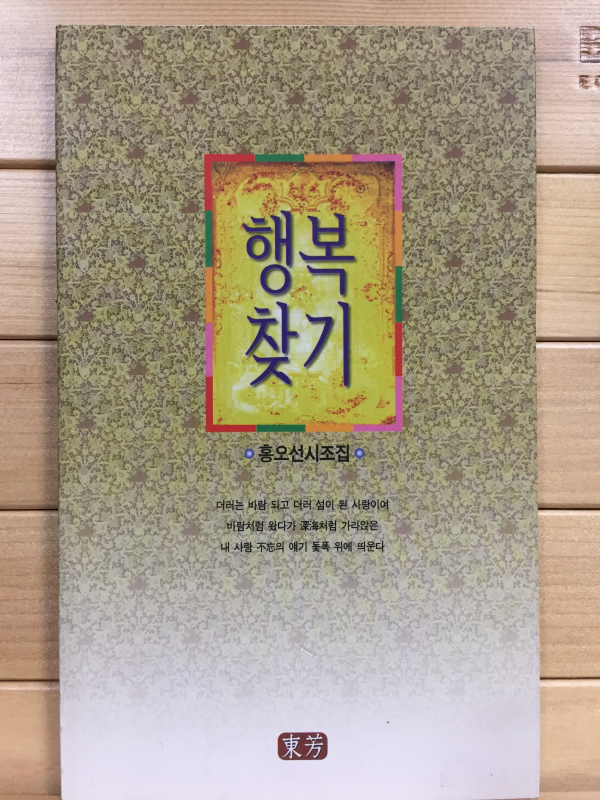 행복
찾기
홍오선시조집
더러는 바람 되고 더러 섬이 된 사랑이여
바람처럼 왔다가 深海처럼 가라앉은
내 사랑 不忘의 얘기 돛폭 위에 띄운다
東芳